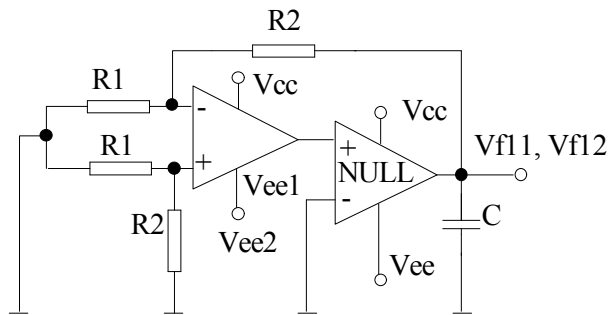 R2
R1
Vcc
-
Vcc
R1
+
Vf11, Vf12
+
NULL
Vee1
-
R2
C
Vee2
Vee